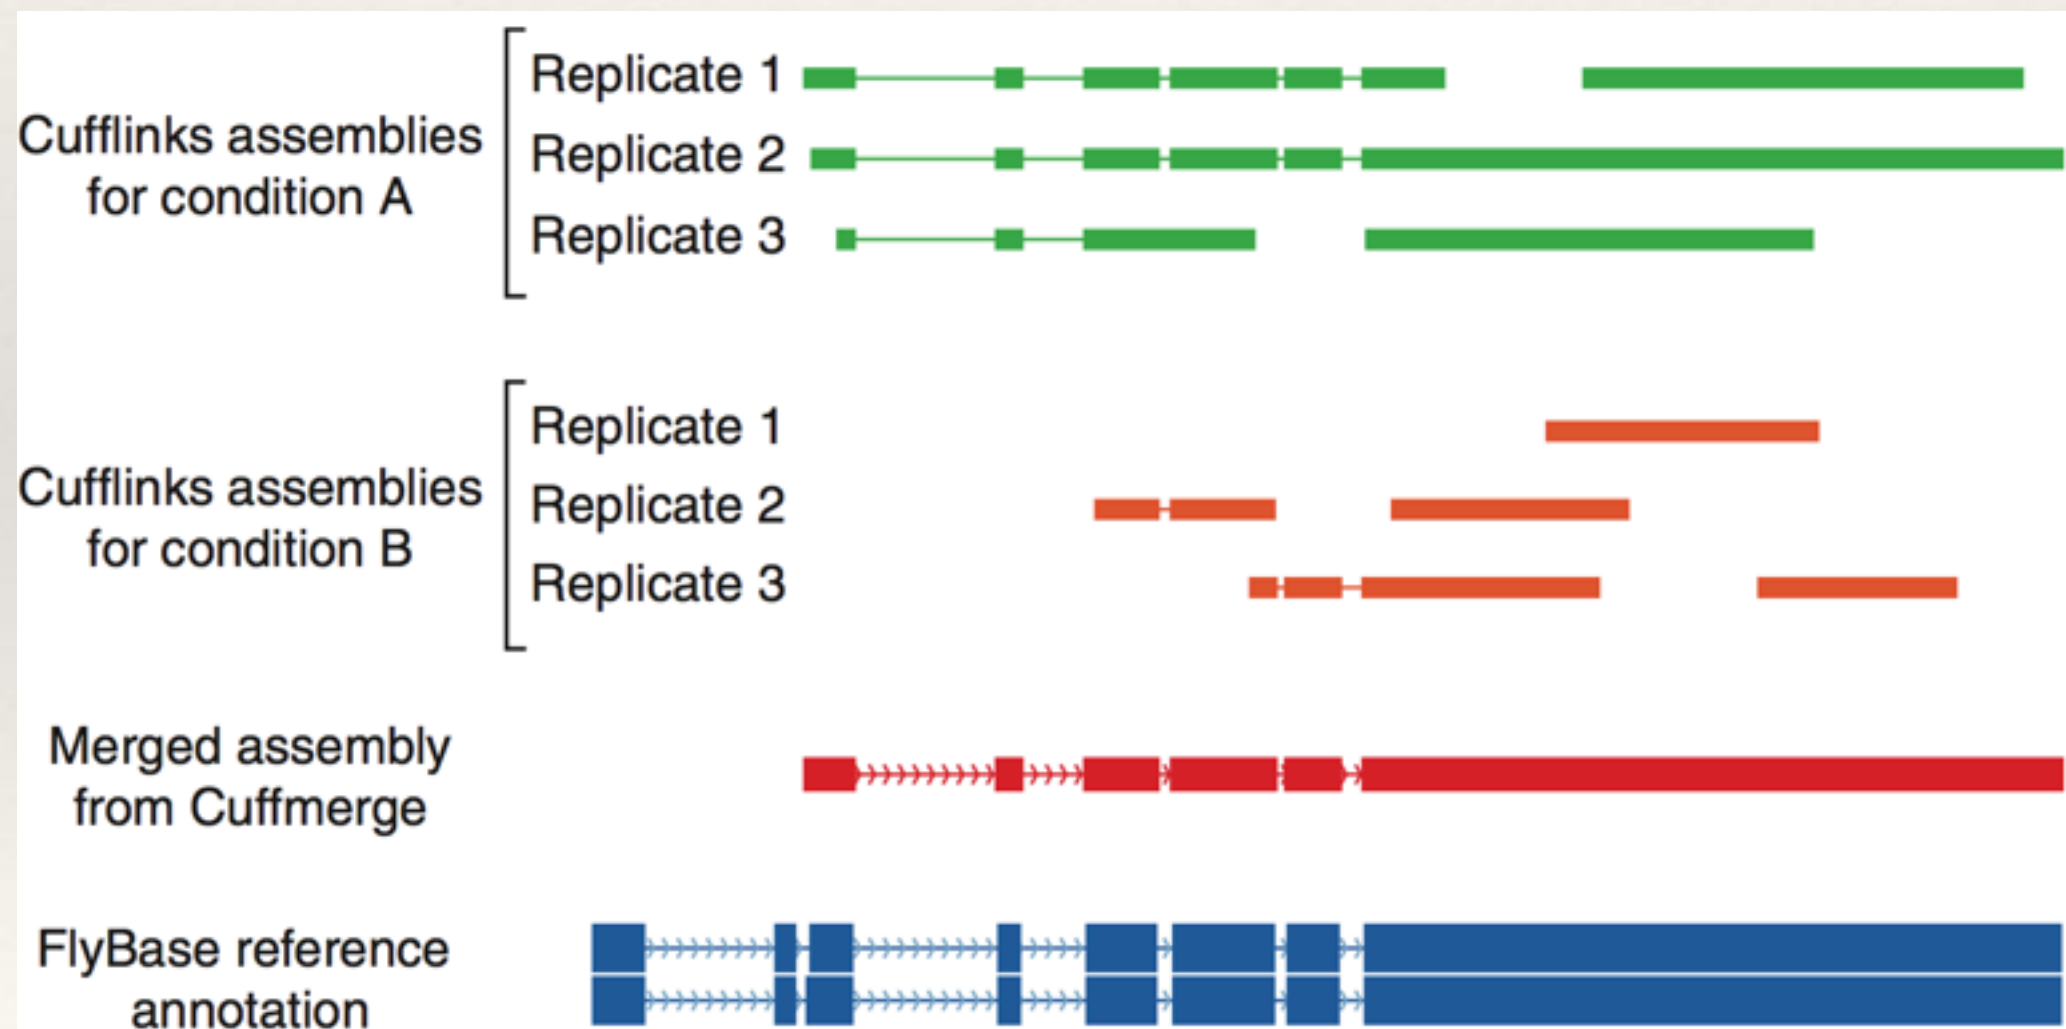 Cufflinks assemblies
for condition A
Replicate 1
Replicate 2
Replicate 3
Cufflinks assemblies
for condition B
Replicate 1
Replicate 2
Replicate 3
Merged assembly
from Cuffmerge
FlyBase reference
annotation